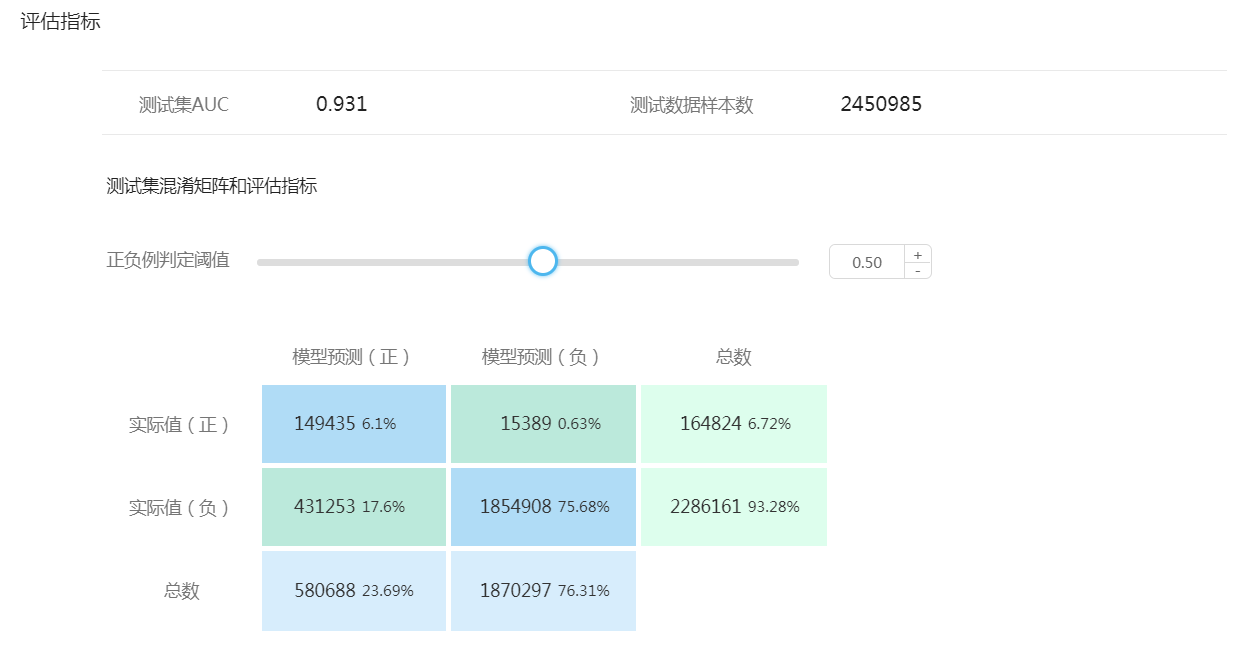 评估指标
测试集AUC 0.931 测试数据样本数 2450985
测试集混淆矩阵和评估指标
正负例判定阈值 0.50 + -
模型预测（正） 模型预测（负） 总数
实际值（正） 149435 6.1% 15389 0.63% 164824 6.72%
实际值（负） 431253 17.6% 1854908 75.68% 2286161 93.28%
总数 580688 23.69% 1870297 76.31%